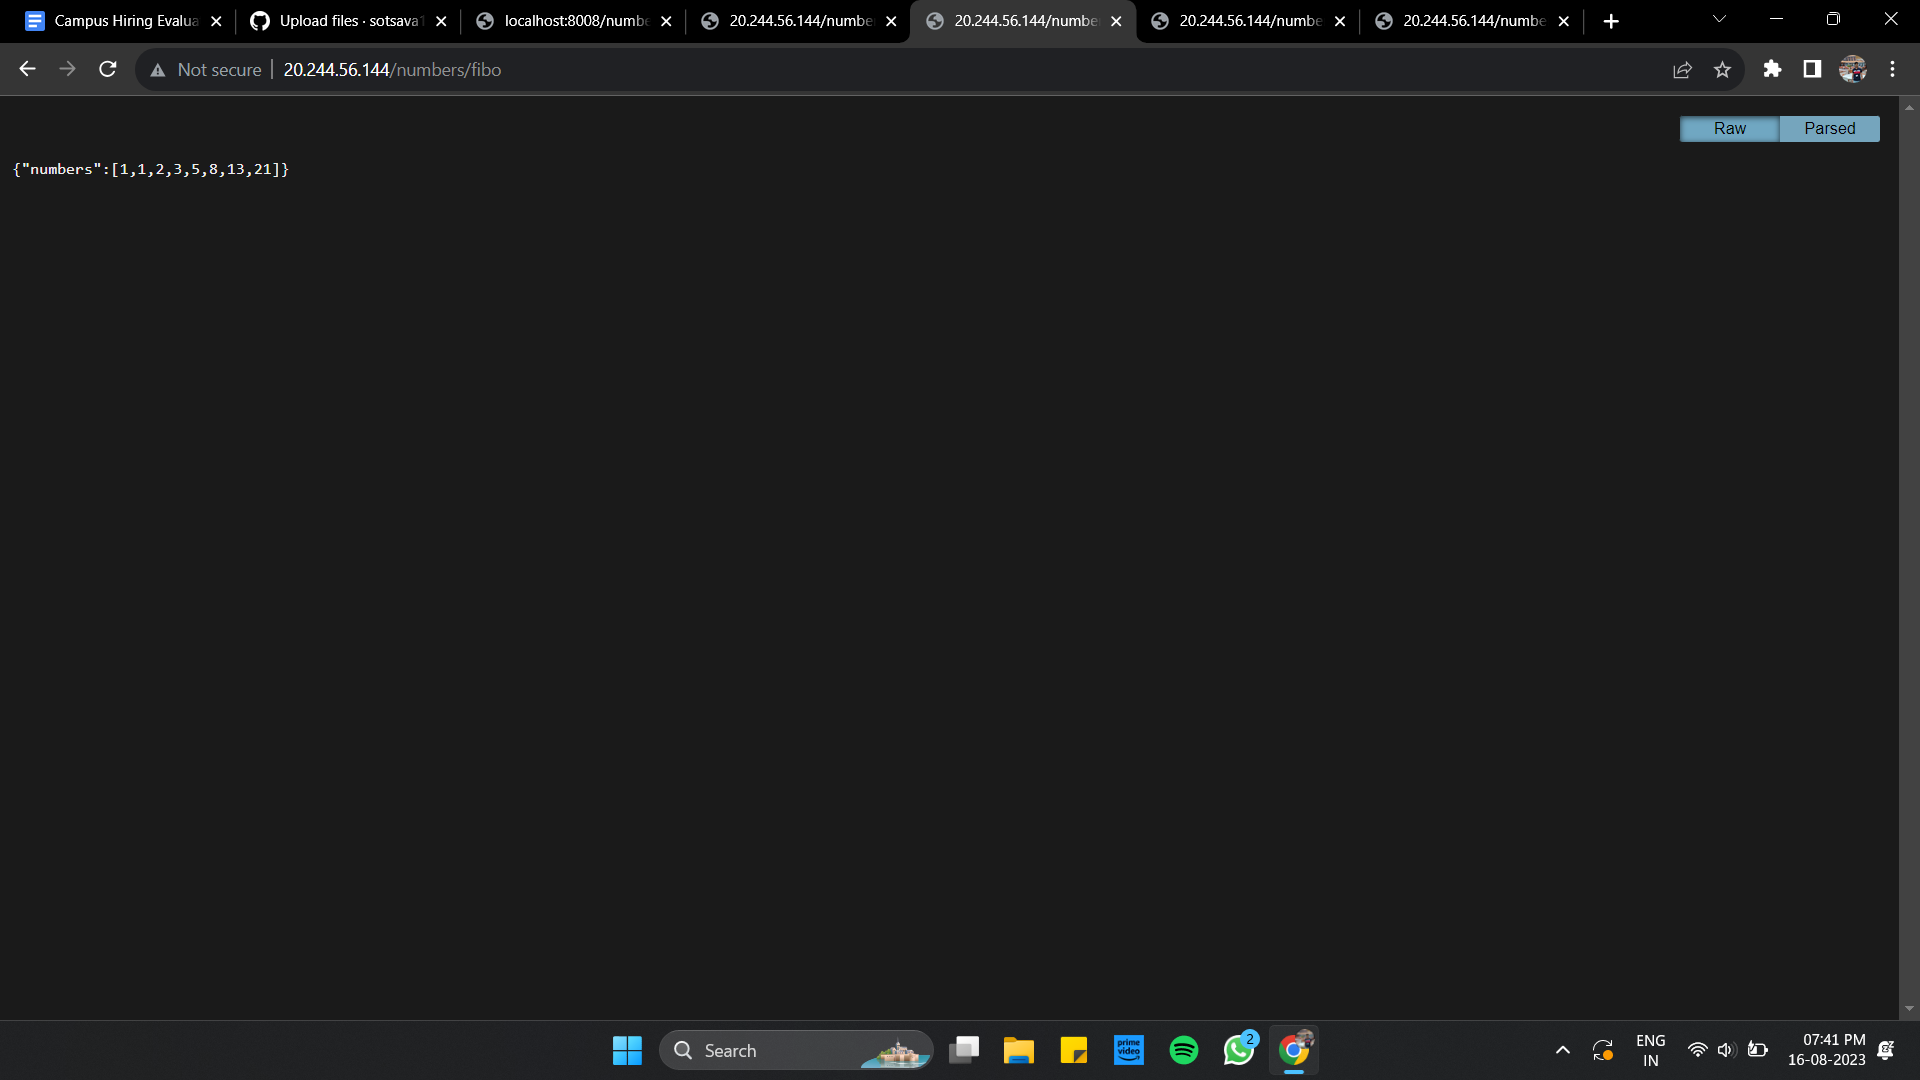 Campus Hiring Evalua
Upload files · sotsava1
localhost:8008/numbe
20.244.56.144/numbe
20.244.56.144/numbe
20.244.56.144/numbe
20.244.56.144/numbe
Not secure
20.244.56.144/numbers/fibo
Raw
Parsed
{"numbers":[1,1,2,3,5,8,13,21]}
Search
prime video
2
ENG
IN
07:41 PM
16-08-2023